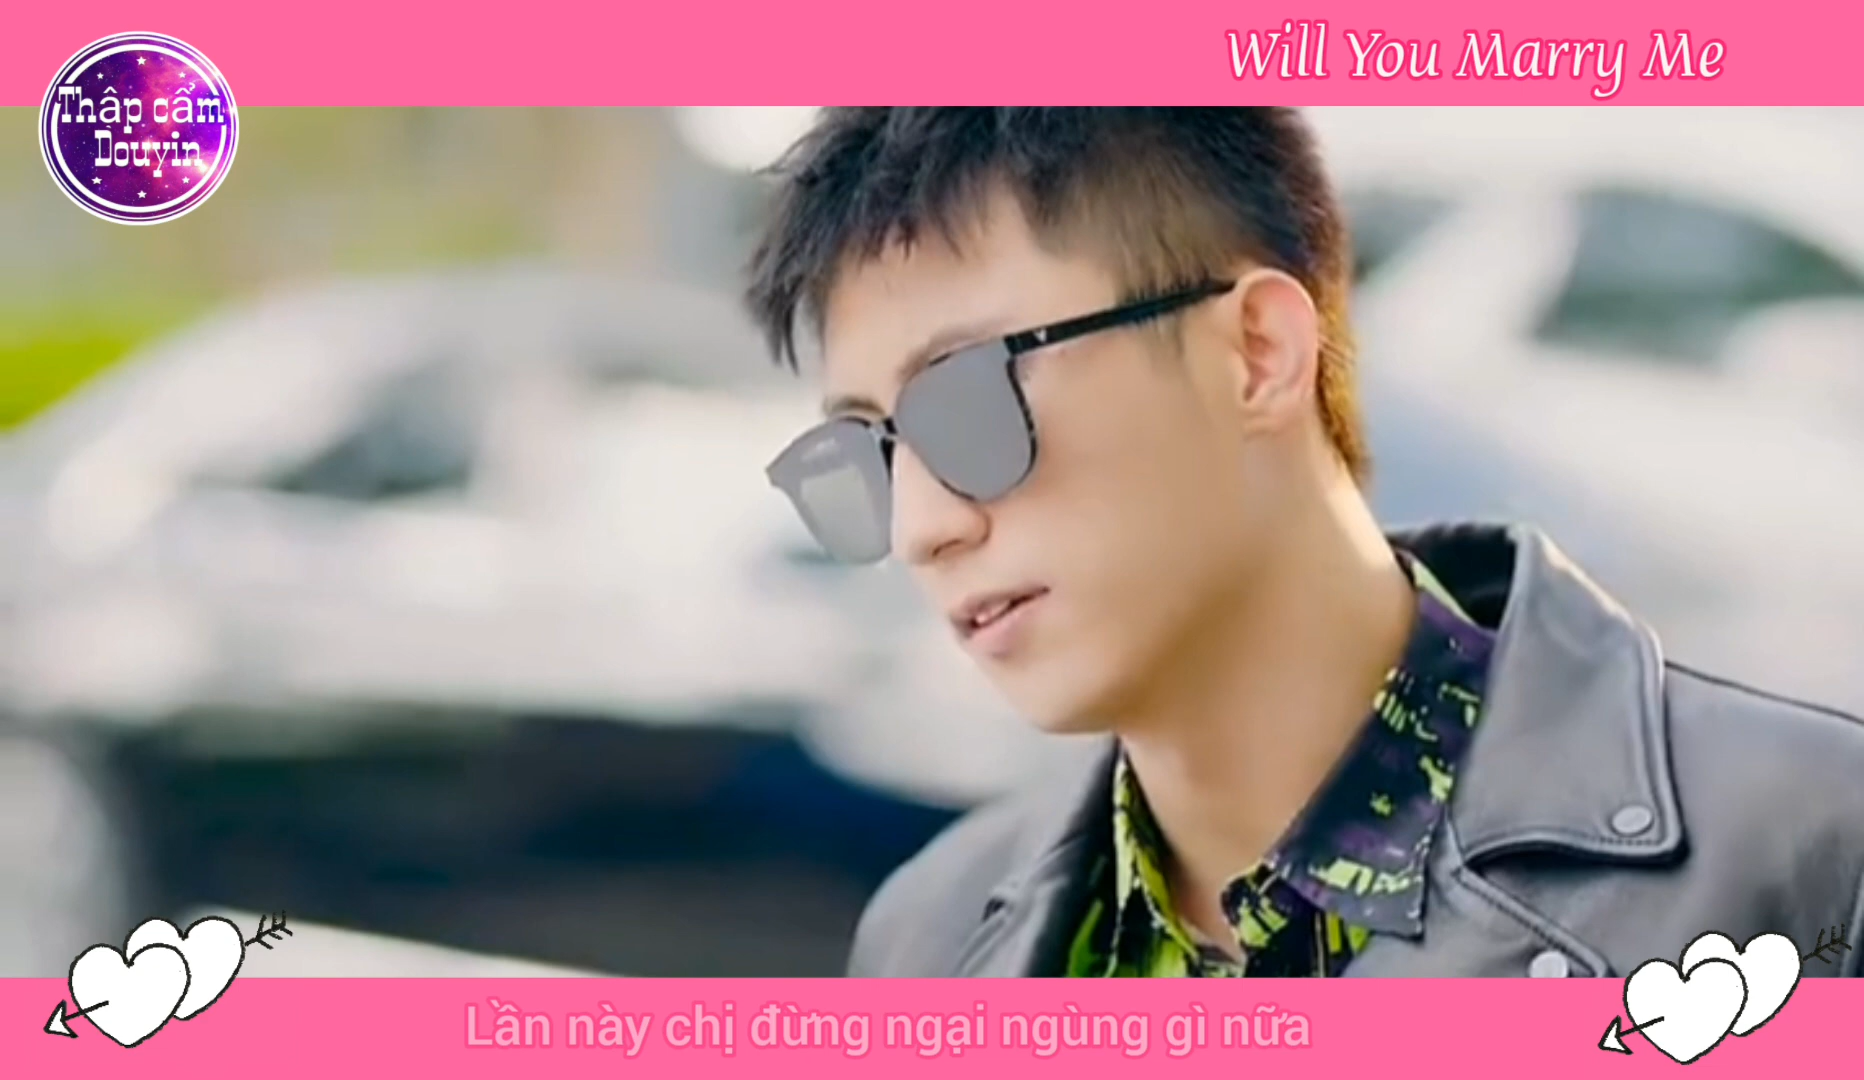 Will You Marry Me
Thập cẩm
Douyin
Lần này chị đừng ngại ngùng gì nữa